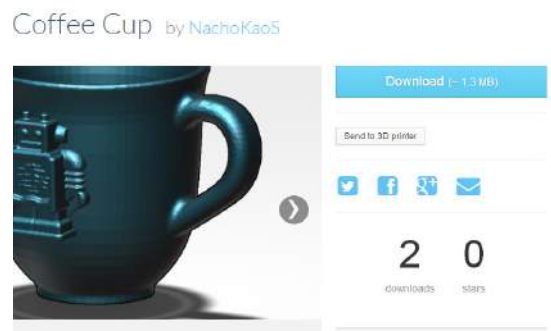 Coffee Cup by NachoKaoS
Download (~ 1.3 MB)
Send to 3D printer
2 0
downloads stars